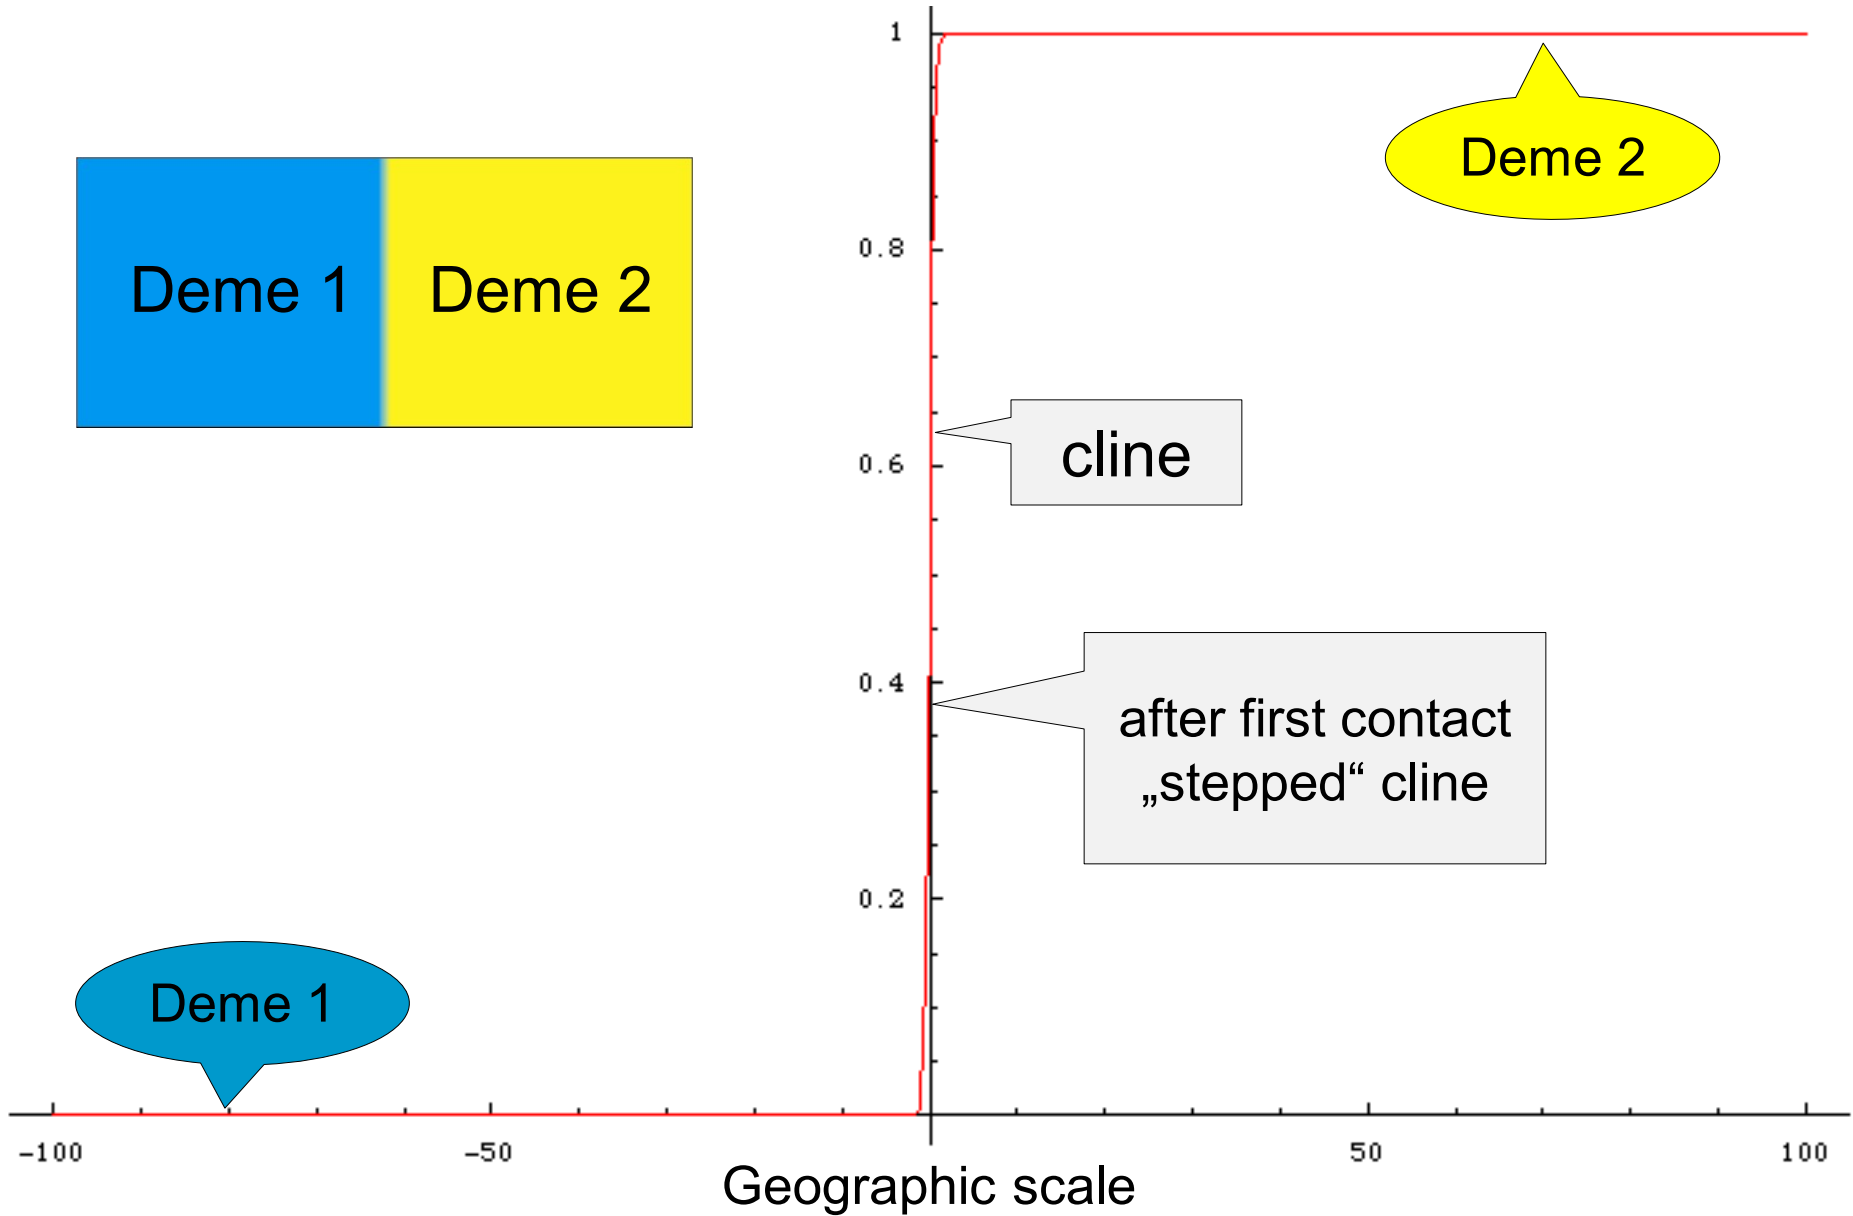 1
Deme 2
Deme 1 Deme 2
0.8
cline
0.6
0.4
after first contact
„stepped“ cline
0.2
Deme 1
-100 -50 50 100
Geographic scale